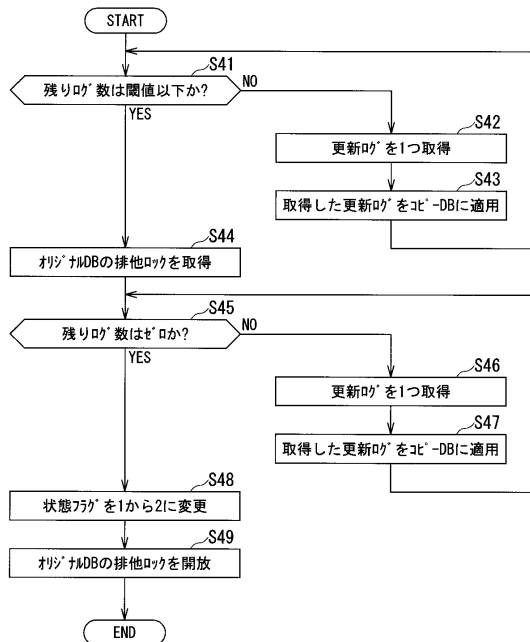 START
S41
残りﾛｸﾞ数は閾値以下か?
NO
YES
S42
更新ﾛｸﾞを1つ取得
S43
取得した更新ﾛｸﾞをｺﾋﾟｰDBに適用
S44
ｵﾘｼﾞﾅﾙDBの排他ﾛｯｸを取得
S45
残りﾛｸﾞ数はｾﾞﾛか?
NO
YES
S46
更新ﾛｸﾞを1つ取得
S47
取得した更新ﾛｸﾞをｺﾋﾟｰDBに適用
S48
状態ﾌﾗｸﾞを1から2に変更
S49
ｵﾘｼﾞﾅﾙDBの排他ﾛｯｸを開放
END